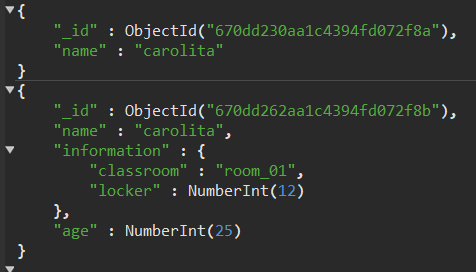 {
"_id" : ObjectId("670dd230aa1c4394fd072f8a"),
"name" : "carolita"
}
{
"_id" : ObjectId("670dd262aa1c4394fd072f8b"),
"name" : "carolita",
"information" : {
"classroom" : "room_01",
"locker" : NumberInt(12)
},
"age" : NumberInt(25)
}